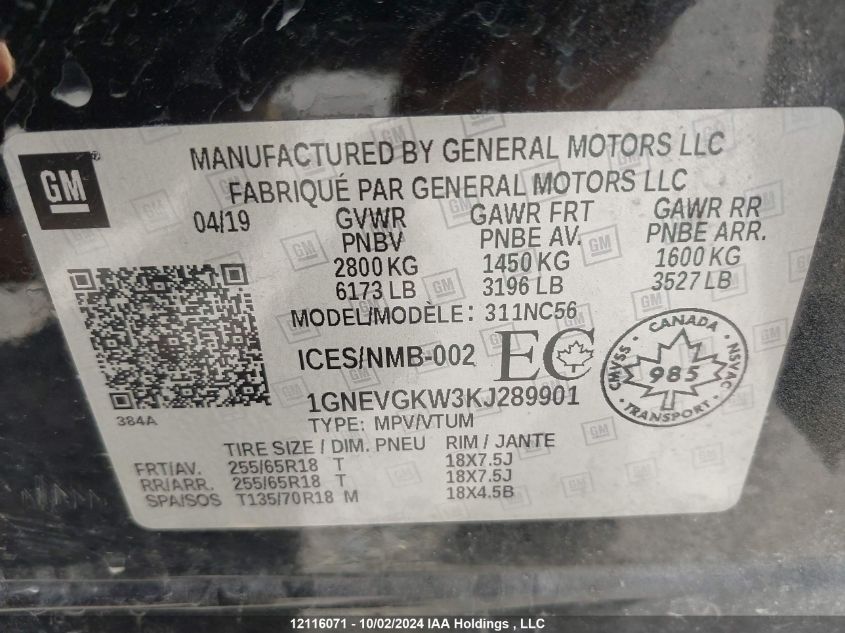 GM
MANUFACTURED BY GENERAL MOTORS LLC
FABRIQUÉ PAR GENERAL MOTORS LLC
04/19 GVWR GAWR FRT GAWR RR
PNBV PNBE AV. PNBE ARR.
2800 KG 1450 KG 1600 KG
6173 LB 3196 LB 3527 LB
MODEL/MODÈLE: 311NC56
ICES/NMB-002 EC
CANADA
CMVSS NSVAC
985
TRANSPORT
1GNEVGKW3KJ289901
384A
TYPE: MPV/VTUM
TIRE SIZE / DIM. PNEU RIM / JANTE
FRT/AV. 255/65R18 T 18X7.5J
RR/ARR. 255/65R18 T 18X7.5J
SPA/SOS T135/70R18 M 18X4.5B
12116071 - 10/02/2024 IAA Holdings , LLC